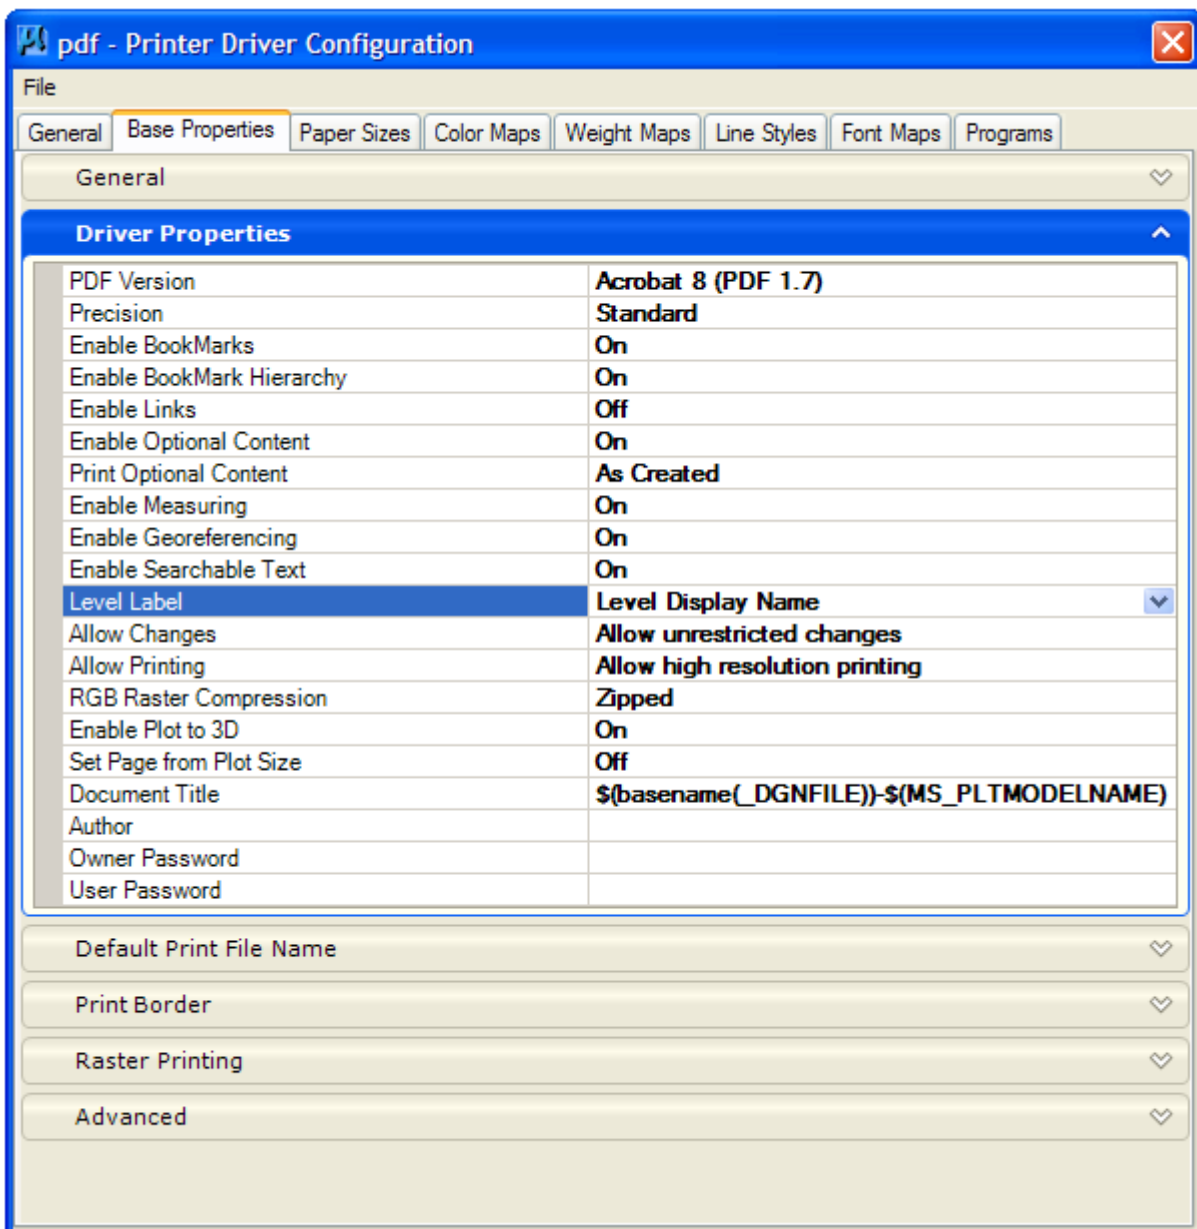 pdf - Printer Driver Configuration
File
General Base Properties Paper Sizes Color Maps Weight Maps Line Styles Font Maps Programs
General
Driver Properties
PDF Version Acrobat 8 (PDF 1.7)
Precision Standard
Enable BookMarks On
Enable BookMark Hierarchy On
Enable Links Off
Enable Optional Content On
Print Optional Content As Created
Enable Measuring On
Enable Georeferencing On
Enable Searchable Text On
Level Label Level Display Name
Allow Changes Allow unrestricted changes
Allow Printing Allow high resolution printing
RGB Raster Compression Zipped
Enable Plot to 3D On
Set Page from Plot Size Off
Document Title $(basename(_DGNFILE))-$(MS_PLTMODELNAME)
Author
Owner Password
User Password
Default Print File Name
Print Border
Raster Printing
Advanced